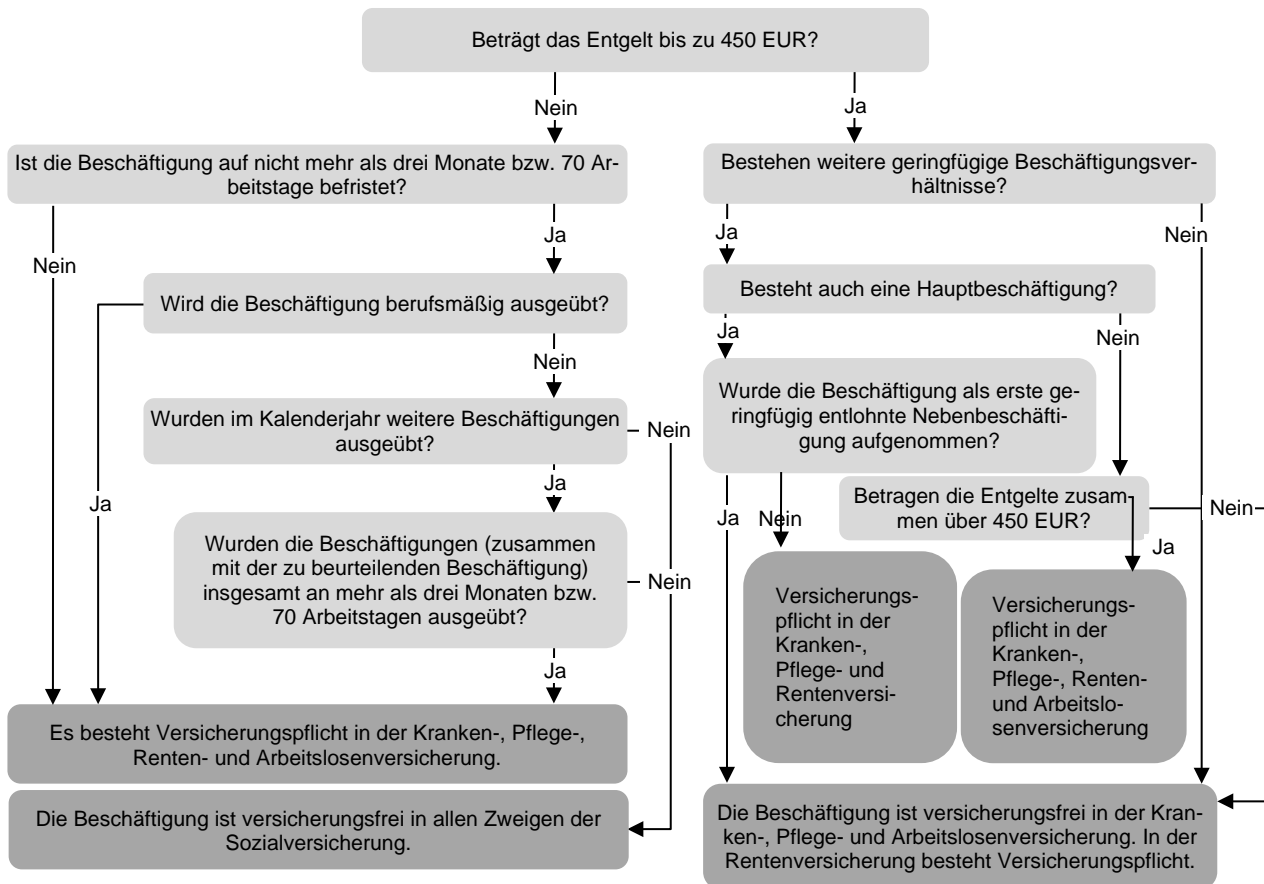 Beträgt das Entgelt bis zu 450 EUR?
Nein
Ja
Ist die Beschäftigung auf nicht mehr als drei Monate bzw. 70 Ar-
beitstage befristet?
Bestehen weitere geringfügige Beschäftigungsver-
hältnisse?
Nein
Ja
Ja
Nein
Wird die Beschäftigung berufsmäßig ausgeübt?
Besteht auch eine Hauptbeschäftigung?
Ja
Nein
Ja
Nein
Wurden im Kalenderjahr weitere Beschäftigungen
ausgeübt?
Nein
Wurde die Beschäftigung als erste ge-
ringfügig entlohnte Nebenbeschäfti-
gung aufgenommen?
Ja
Ja
Nein
Betragen die Entgelte zusam-
men über 450 EUR?
Nein
Ja
Wurden die Beschäftigungen (zusammen
mit der zu beurteilenden Beschäftigung)
insgesamt an mehr als drei Monaten bzw.
70 Arbeitstagen ausgeübt?
Nein
Ja
Versicherungs-
pflicht in der
Kranken-,
Pflege- und
Rentenversi-
cherung
Versicherungs-
pflicht in der
Kranken-,
Pflege-, Renten-
und Arbeitslo-
senversicherung
Es besteht Versicherungspflicht in der Kranken-, Pflege-,
Renten- und Arbeitslosenversicherung.
Die Beschäftigung ist versicherungsfrei in allen Zweigen der
Sozialversicherung.
Die Beschäftigung ist versicherungsfrei in der Kran-
ken-, Pflege- und Arbeitslosenversicherung. In der
Rentenversicherung besteht Versicherungspflicht.